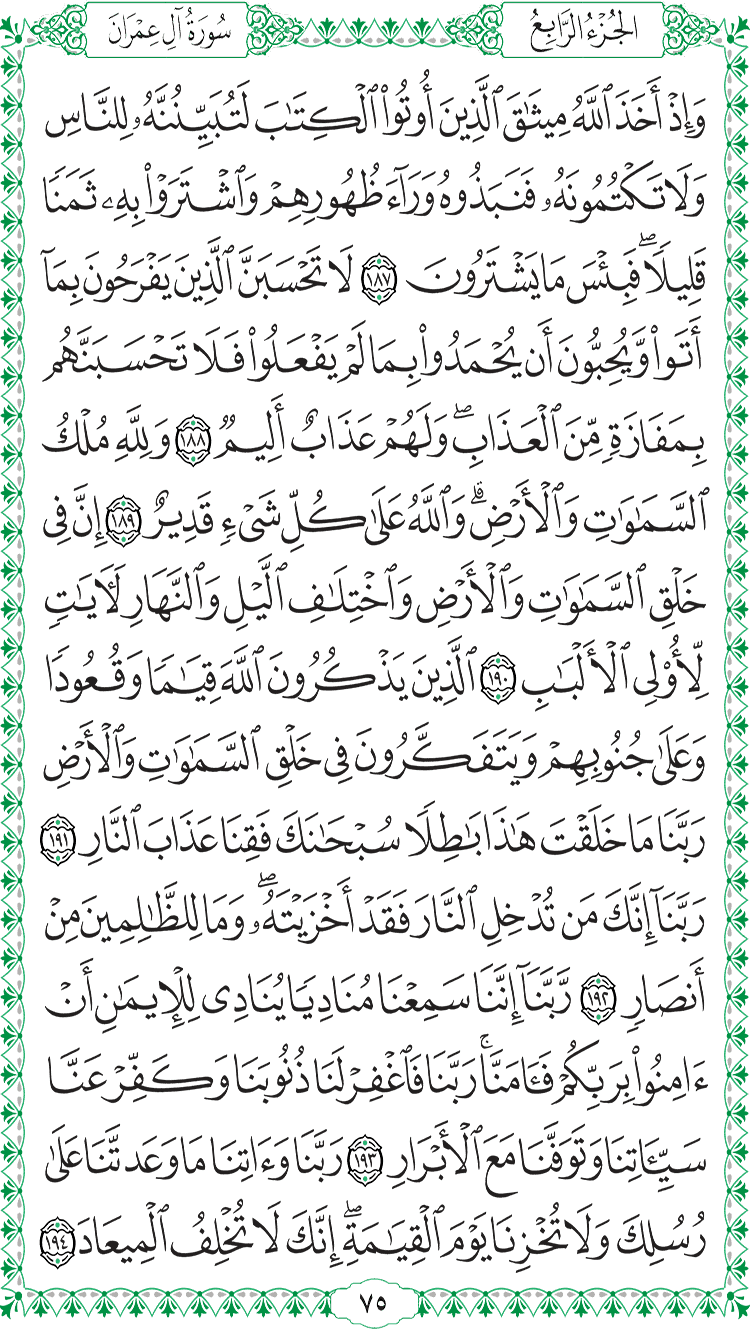 الجُزْءُ الرَّابِعُ
سُورَةُ آلِ عِمْرَانَ
وَإِذْ أَخَذَ ٱللَّهُ مِيثَٰقَ ٱلَّذِينَ أُوتُواْ ٱلْكِتَٰبَ لَتُبَيِّنُنَّهُۥ لِلنَّاسِ
وَلَا تَكْتُمُونَهُۥ فَنَبَذُوهُ وَرَآءَ ظُهُورِهِمْ وَٱشْتَرَوْاْ بِهِۦ ثَمَنًا
قَلِيلًاۖ فَبِئْسَ مَا يَشْتَرُونَ ١٨٧ لَا تَحْسَبَنَّ ٱلَّذِينَ يَفْرَحُونَ بِمَآ
أَتَواْ وَّيُحِبُّونَ أَن يُحْمَدُواْ بِمَا لَمْ يَفْعَلُواْ فَلَا تَحْسَبَنَّهُم
بِمَفَازَةٍ مِّنَ ٱلْعَذَابِۖ وَلَهُمْ عَذَابٌ أَلِيمٌ ١٨٨ وَلِلَّهِ مُلْكُ
ٱلسَّمَٰوَٰتِ وَٱلْأَرْضِۗ وَٱللَّهُ عَلَىٰ كُلِّ شَىْءٍ قَدِيرٌ ١٨٩ إِنَّ فِى
خَلْقِ ٱلسَّمَٰوَٰتِ وَٱلْأَرْضِ وَٱخْتِلَٰفِ ٱلَّيْلِ وَٱلنَّهَارِ لَأٓيَٰتٍ
لِّأُوْلِى ٱلْأَلْبَٰبِ ١٩٠ ٱلَّذِينَ يَذْكُرُونَ ٱللَّهَ قِيَٰمًا وَقُعُودًا
وَعَلَىٰ جُنُوبِهِمْ وَيَتَفَكَّرُونَ فِى خَلْقِ ٱلسَّمَٰوَٰتِ وَٱلْأَرْضِ
رَبَّنَا مَا خَلَقْتَ هَٰذَا بَٰطِلًا سُبْحَٰنَكَ فَقِنَا عَذَابَ ٱلنَّارِ ١٩١
رَبَّنَآ إِنَّكَ مَن تُدْخِلِ ٱلنَّارَ فَقَدْ أَخْزَيْتَهُۥۖ وَمَا لِلظَّٰلِمِينَ مِنْ
أَنصَارٍ ١٩٢ رَّبَّنَآ إِنَّنَا سَمِعْنَا مُنَادِيًا يُنَادِى لِلْإِيمَٰنِ أَنْ
ءَامِنُواْ بِرَبِّكُمْ فَـَٔامَنَّاۚ رَبَّنَا فَٱغْفِرْ لَنَا ذُنُوبَنَا وَكَفِّرْ عَنَّا
سَيِّـَٔاتِنَا وَتَوَفَّنَا مَعَ ٱلْأَبْرَارِ ١٩٣ رَبَّنَا وَءَاتِنَا مَا وَعَدتَّنَا عَلَىٰ
رُسُلِكَ وَلَا تُخْزِنَا يَوْمَ ٱلْقِيَٰمَةِۖ إِنَّكَ لَا تُخْلِفُ ٱلْمِيعَادَ ١٩٤
٧٥